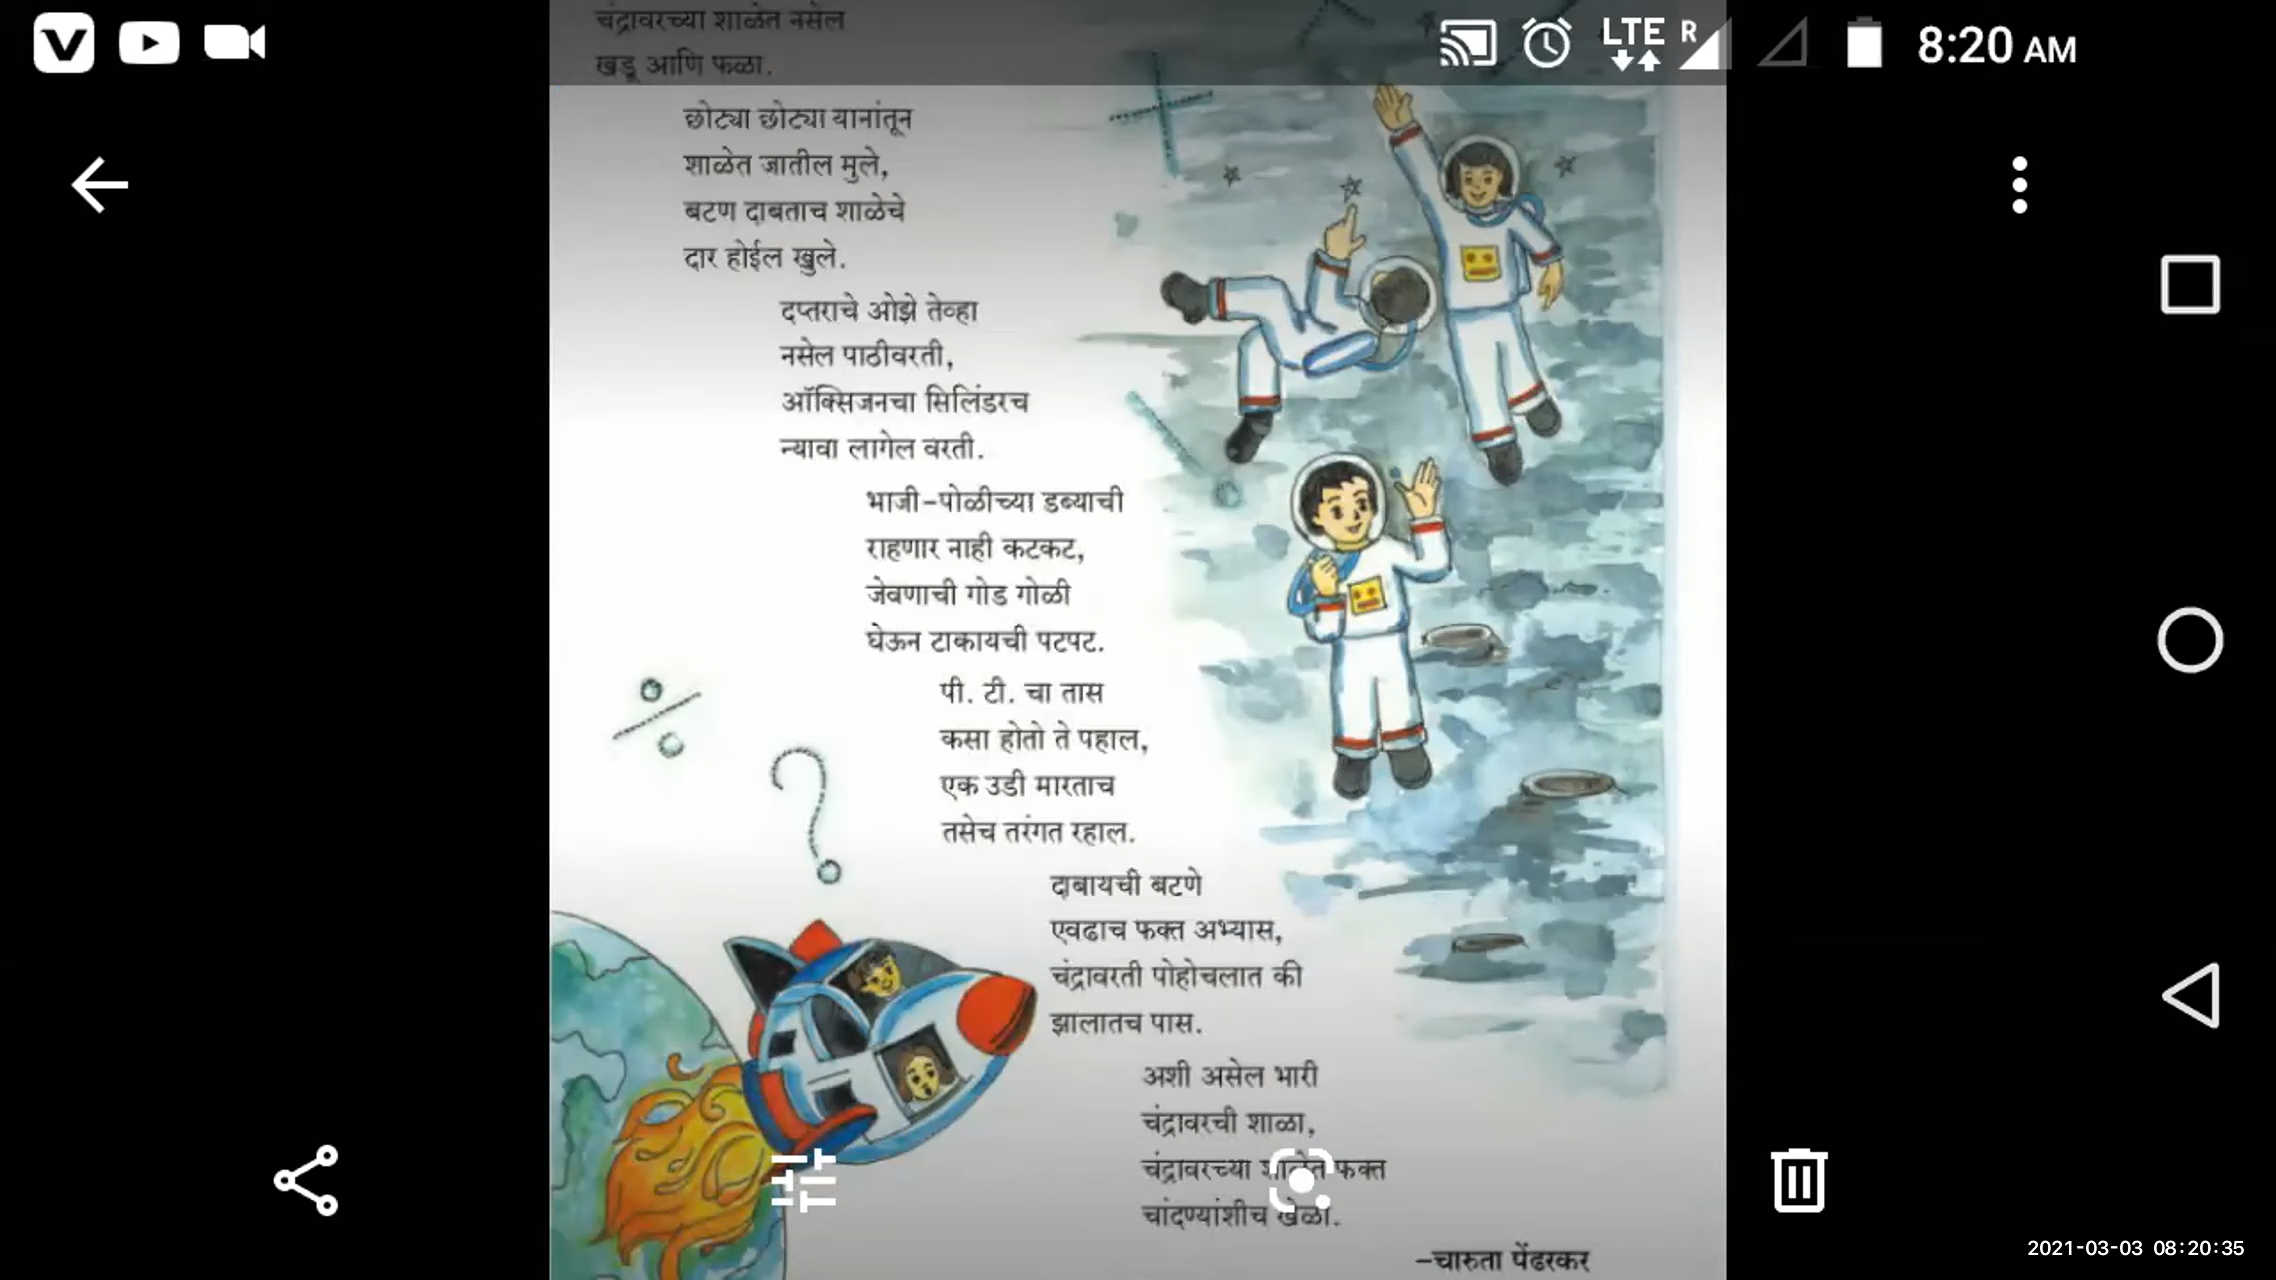 LTE R 8:20 AM
चंद्रावरच्या शाळेत नसेल
खडू आणि फळा.
छोट्या छोट्या यानांतून
शाळेत जातील मुले,
बटण दाबताच शाळेचे
दार होईल खुले.
दप्तराचे ओझे तेव्हा
नसेल पाठीवरती,
ऑक्सिजनचा सिलिंडरच
न्यावा लागेल वरती.
भाजी-पोळीच्या डब्याची
राहणार नाही कटकट,
जेवणाची गोड गोळी
घेऊन टाकायची पटपट.
पी. टी. चा तास
कसा होतो ते पहाल,
एक उडी मारताच
तसेच तरंगत रहाल.
दाबायची बटणे
एवढाच फक्त अभ्यास,
चंद्रावरती पोहोचलात की
झालातच पास.
अशी असेल भारी
चंद्रावरची शाळा,
चंद्रावरच्या शाळेत फक्त
चांदण्यांशीच खेळा.
-चारुता पेंढरकर
2021-03-03 08:20:35